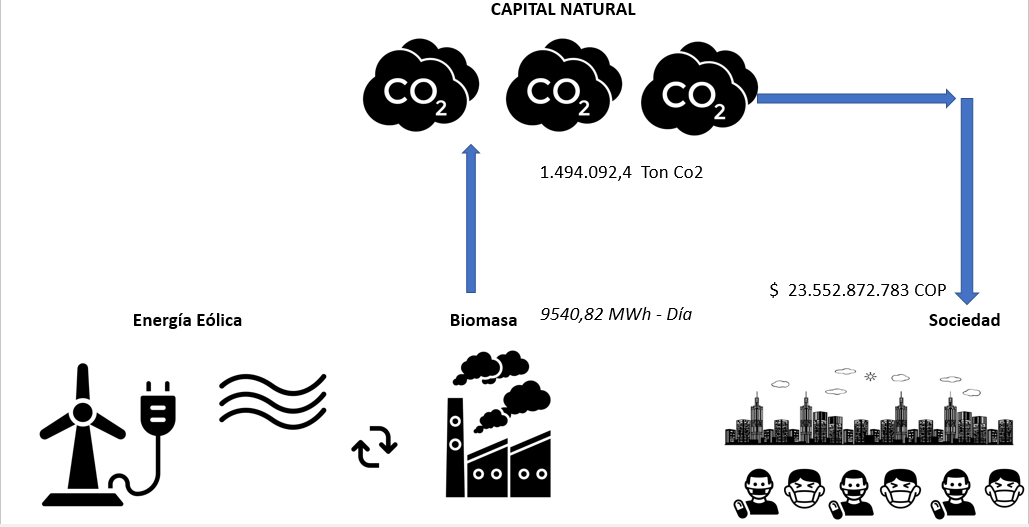 CAPITAL NATURAL
CO2
CO2
CO2
1.494.092,4 Ton Co2
$ 23.552.872.783 COP
9540,82 MWh - Día
Energía Eólica
Biomasa
Sociedad